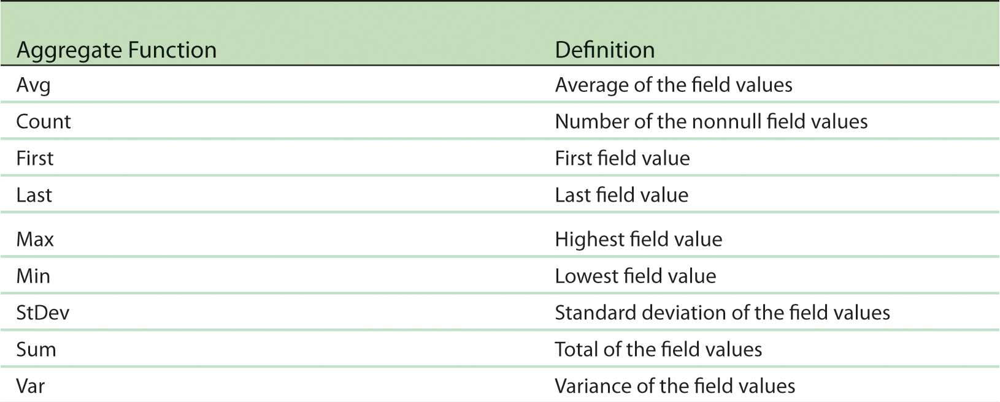 Aggregate Function Definition
Avg Average of the field values
Count Number of the nonnull field values
First First field value
Last Last field value
Max Highest field value
Min Lowest field value
StDev Standard deviation of the field values
Sum Total of the field values
Var Variance of the field values